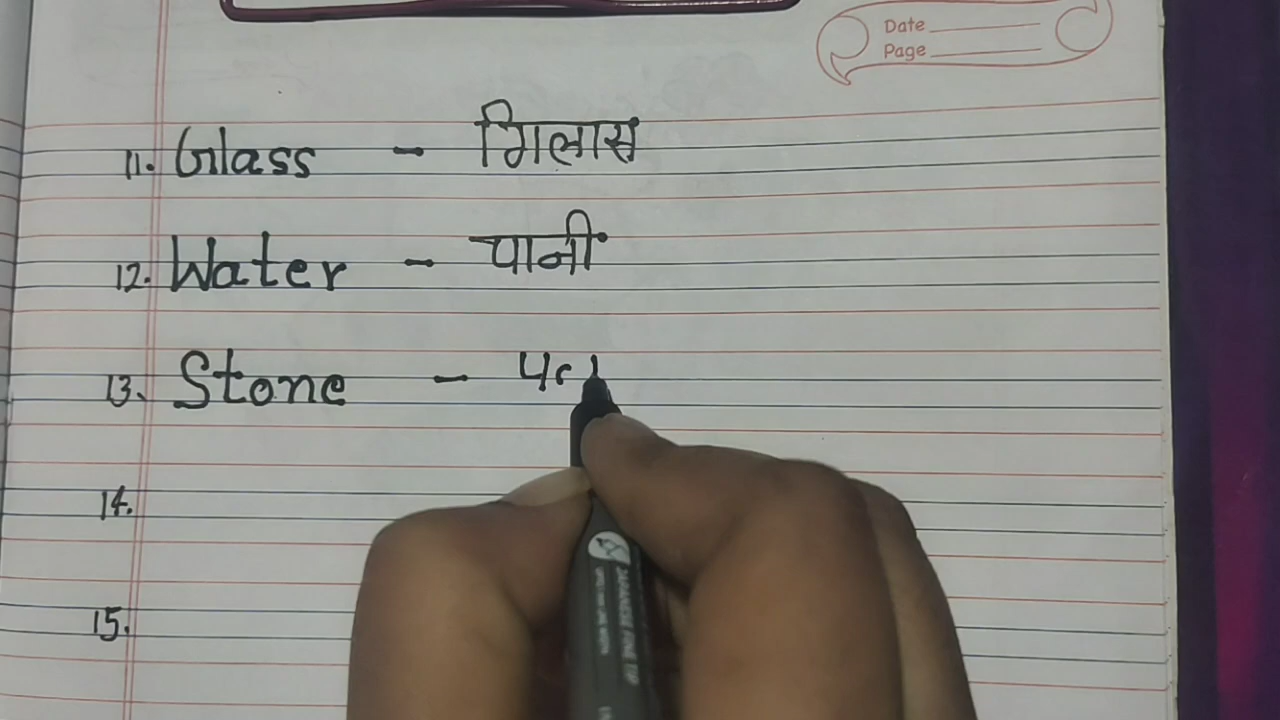 Date
Page
11. Glass - गिलास
12. Water - पानी
13. Stone - प
14.
15.